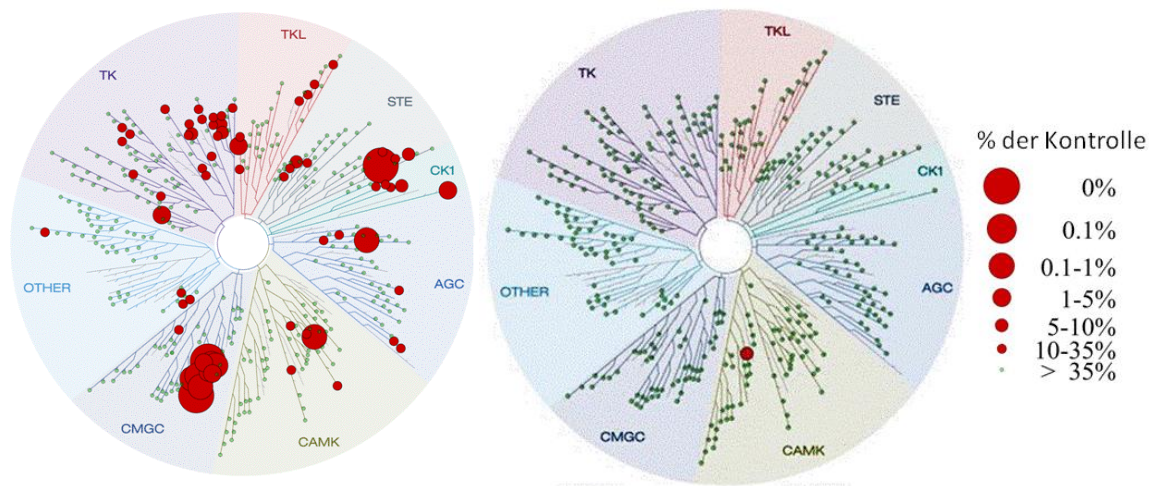 TKL
TK
STE
CK1
OTHER
AGC
CMGC
CAMK
TKL
TK
STE
CK1
OTHER
AGC
CMGC
CAMK
% der Kontrolle
0%
0.1%
0.1-1%
1-5%
5-10%
10-35%
> 35%